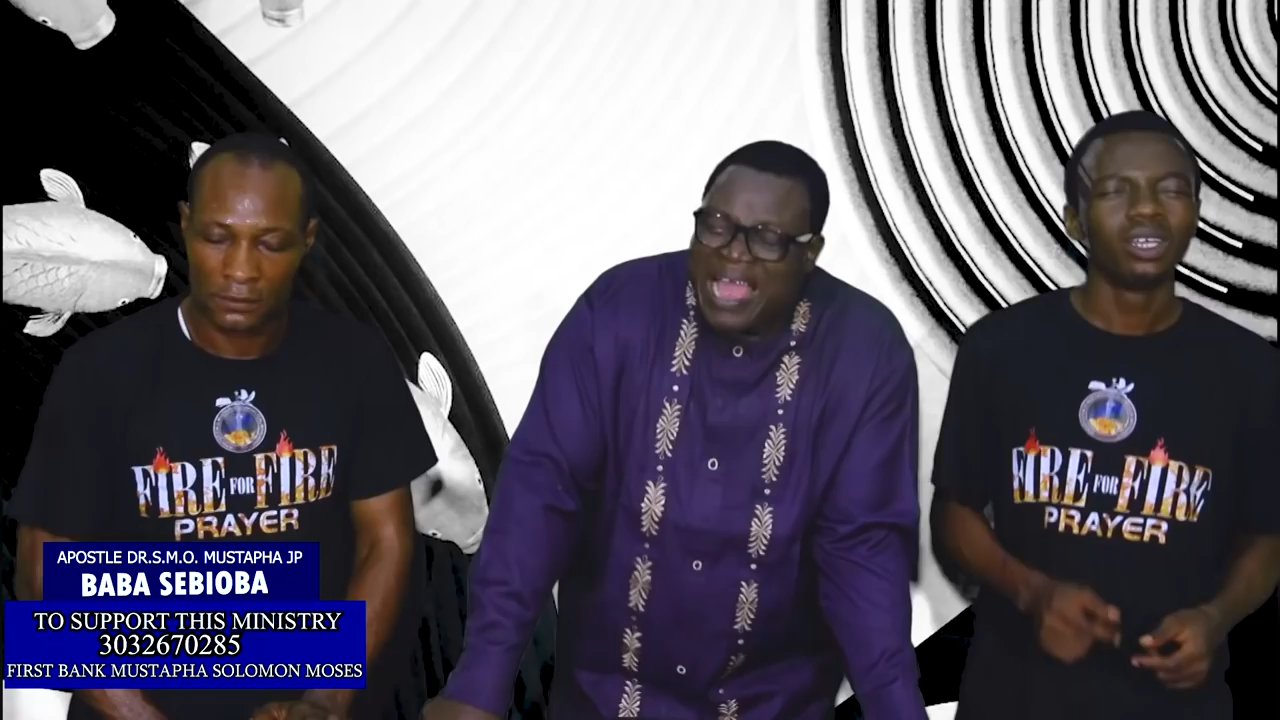 FIRE FOR FIRE
PRAYER
FIRE FOR FIRE
PRAYER
APOSTLE DR.S.M.O. MUSTAPHA JP
BABA SEBIOBA
TO SUPPORT THIS MINISTRY
3032670285
FIRST BANK MUSTAPHA SOLOMON MOSES